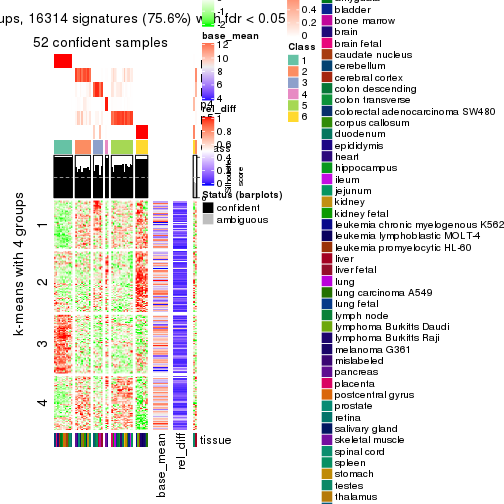 ups, 16314 signatures (75.6%) with fdr < 0.05
52 confident samples
k-means with 4 groups
1
2
3
4
base_mean
rel_diff
tissue
2
base_mean
12
10
8
6
4
rel_diff
1
0.8
0.6
0.4
0.2
0
Silhouette
score
Status (barplots)
confident
ambiguous
0.4
0.2
0
Class
1
2
3
4
5
6
bladder
bone marrow
brain
brain fetal
caudate nucleus
cerebellum
cerebral cortex
colon descending
colon transverse
colorectal adenocarcinoma SW480
corpus callosum
duodenum
epididymis
heart
hippocampus
ileum
jejunum
kidney
kidney fetal
leukemia chronic myelogenous K562
leukemia lymphoblastic MOLT-4
leukemia promyelocytic HL-60
liver
liver fetal
lung
lung carcinoma A549
lung fetal
lymph node
lymphoma Burkitts Daudi
lymphoma Burkitts Raji
melanoma G361
mislabeled
pancreas
placenta
postcentral gyrus
prostate
retina
salivary gland
skeletal muscle
spinal cord
spleen
stomach
testes
thalamus